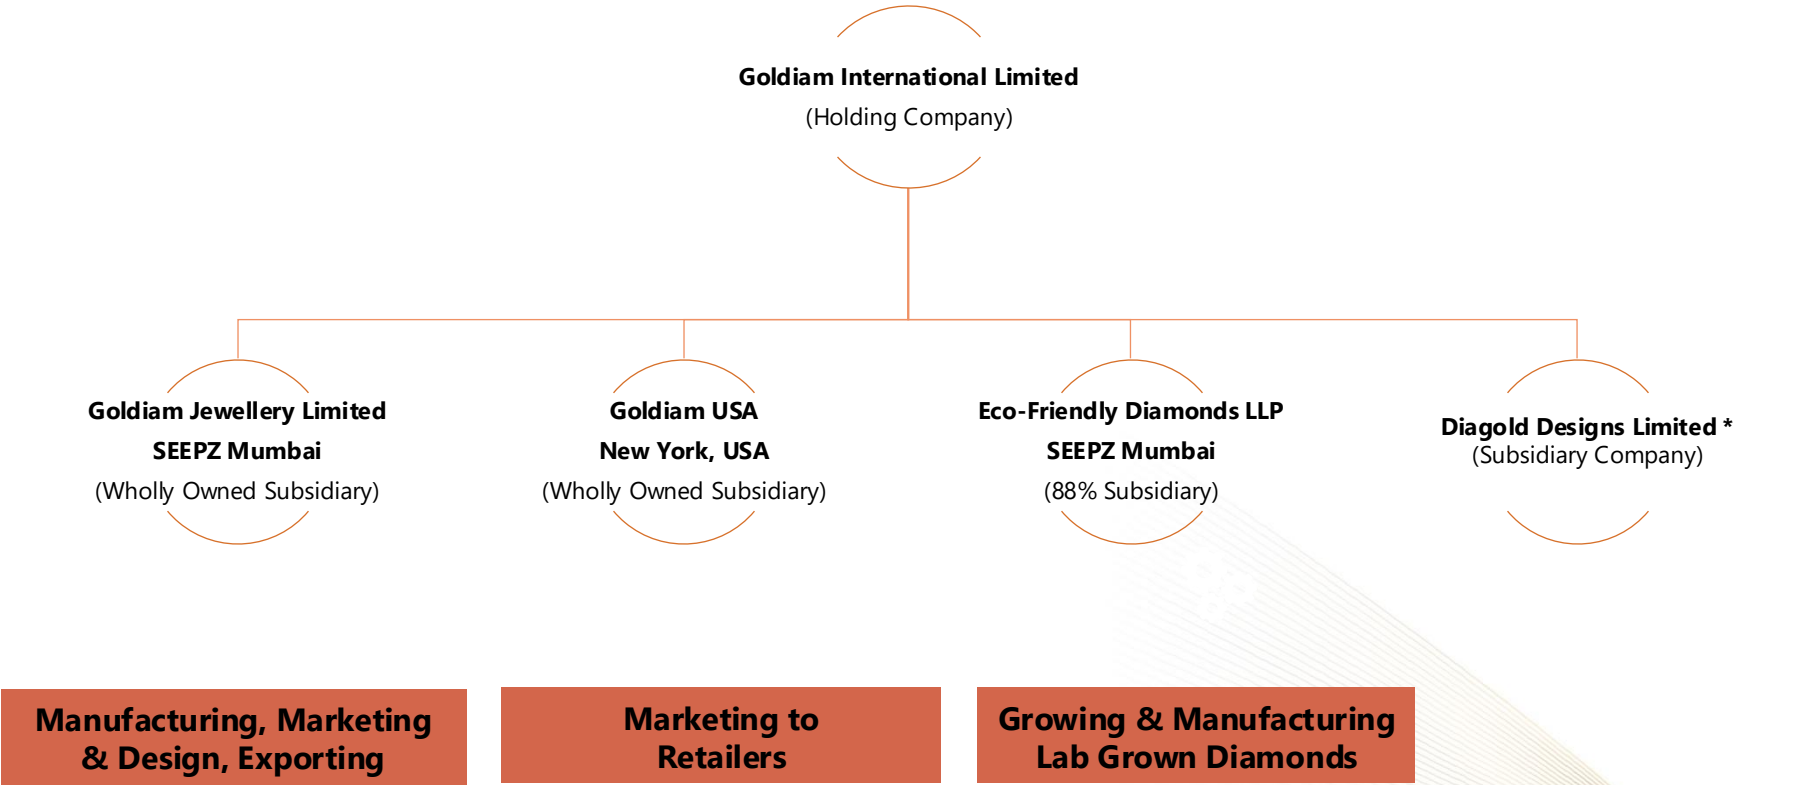 Goldiam International Limited
(Holding Company)
Goldiam Jewellery Limited
SEEPZ Mumbai
(Wholly Owned Subsidiary)
Goldiam USA
New York, USA
(Wholly Owned Subsidiary)
Eco-Friendly Diamonds LLP
SEEPZ Mumbai
(88% Subsidiary)
Diagold Designs Limited *
(Subsidiary Company)
Manufacturing, Marketing
& Design, Exporting
Marketing to
Retailers
Growing & Manufacturing
Lab Grown Diamonds